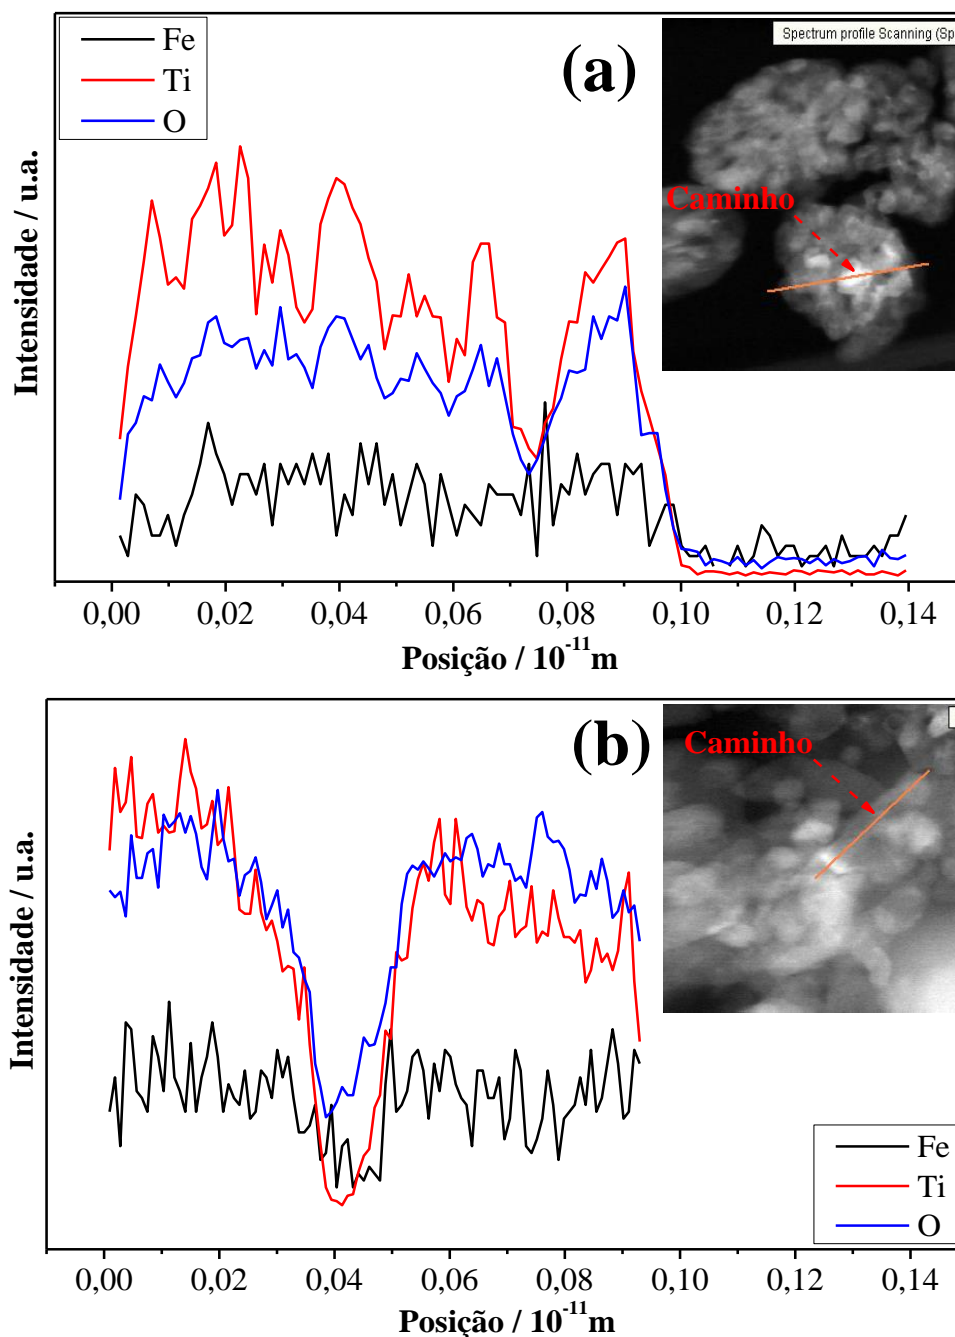 Fe
Ti
O
(a)
Spectrum profile Scanning (Sp
Caminho
Intensidade / u.a.
0,00 0,02 0,04 0,06 0,08 0,10 0,12 0,14
Posição / 10⁻¹¹m
(b)
Caminho
Intensidade / u.a.
Fe
Ti
O
0,00 0,02 0,04 0,06 0,08 0,10 0,12 0,14
Posição / 10⁻¹¹m